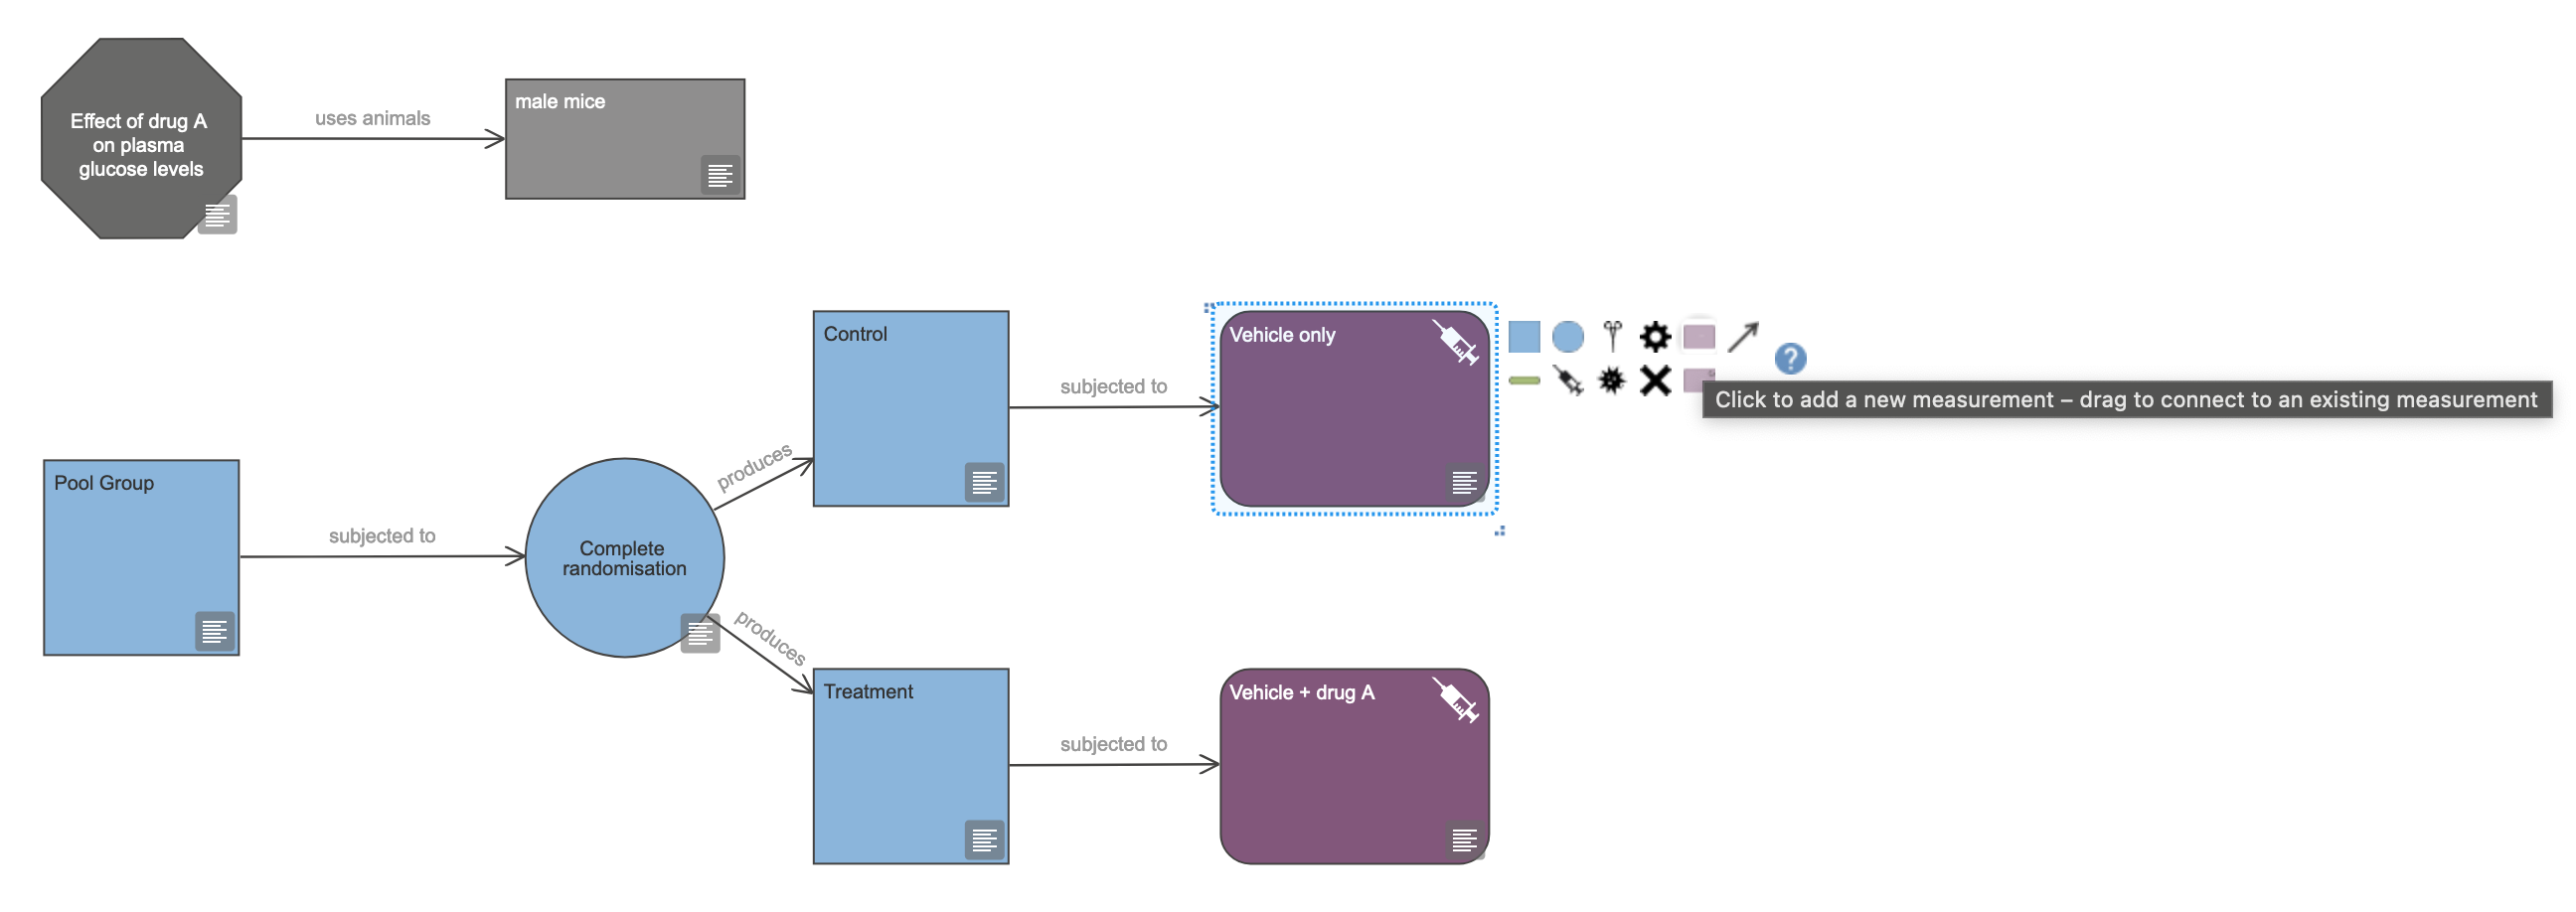 Effect of drug A
on plasma
glucose levels
uses animals
male mice
Control
subjected to
Vehicle only
?
Click to add a new measurement – drag to connect to an existing measurement
produces
Pool Group
subjected to
Complete
randomisation
produces
Treatment
subjected to
Vehicle + drug A